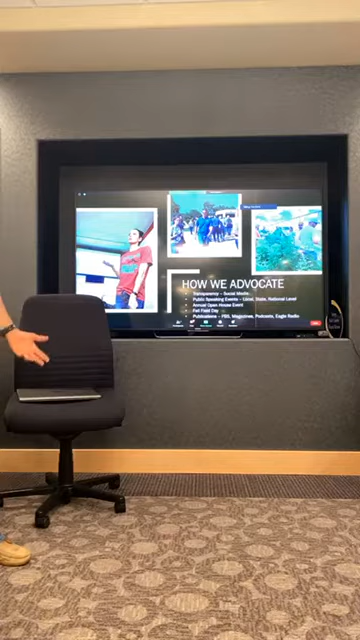 HOW WE ADVOCATE
Transparency - Social Media
Public Speaking Events - Local, State, National Level
Annual Open House Event
Fall Field Day
Publications - PBS, Magazines, Podcasts, Eagle Radio